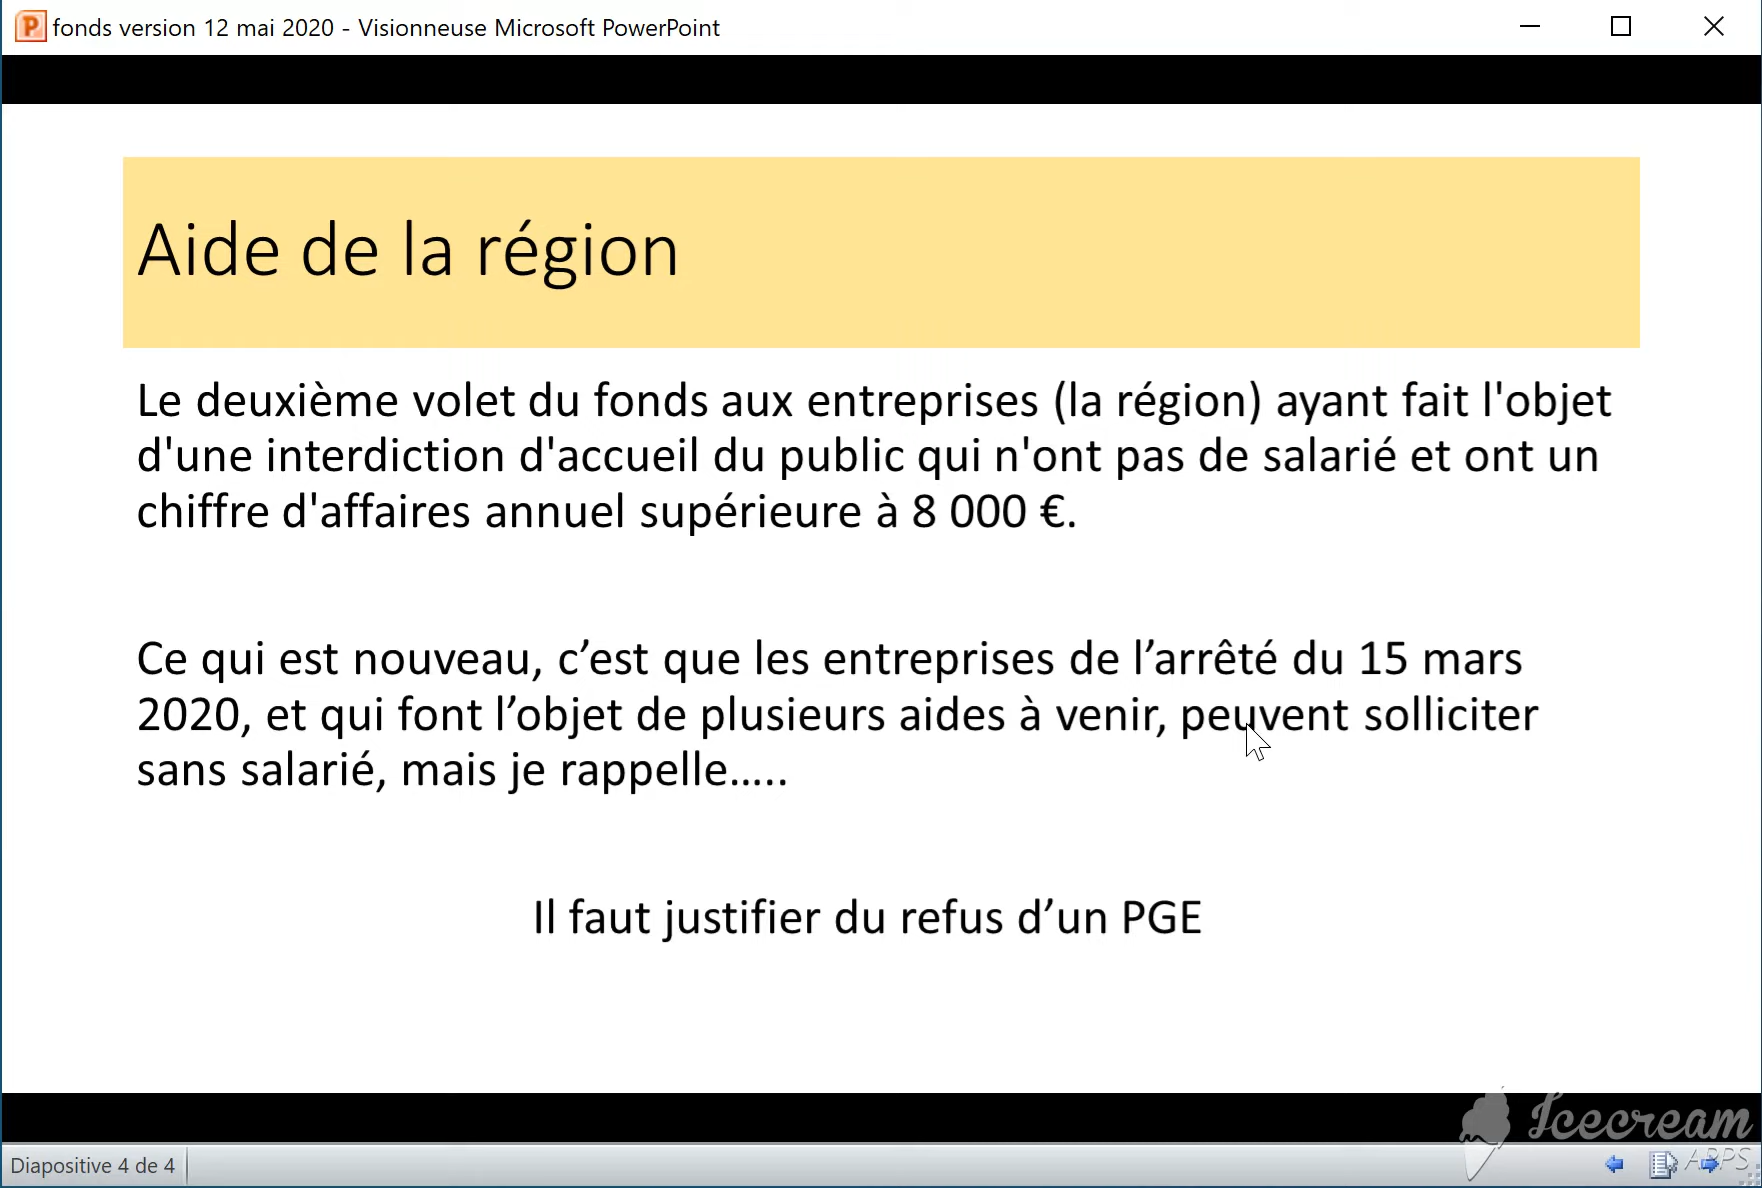 fonds version 12 mai 2020 - Visionneuse Microsoft PowerPoint
Aide de la région
Le deuxième volet du fonds aux entreprises (la région) ayant fait l'objet
d'une interdiction d'accueil du public qui n'ont pas de salarié et ont un
chiffre d'affaires annuel supérieure à 8 000 €.
Ce qui est nouveau, c’est que les entreprises de l’arrêté du 15 mars
2020, et qui font l’objet de plusieurs aides à venir, peuvent solliciter
sans salarié, mais je rappelle…..
Il faut justifier du refus d’un PGE
Icecream
APPS
Diapositive 4 de 4